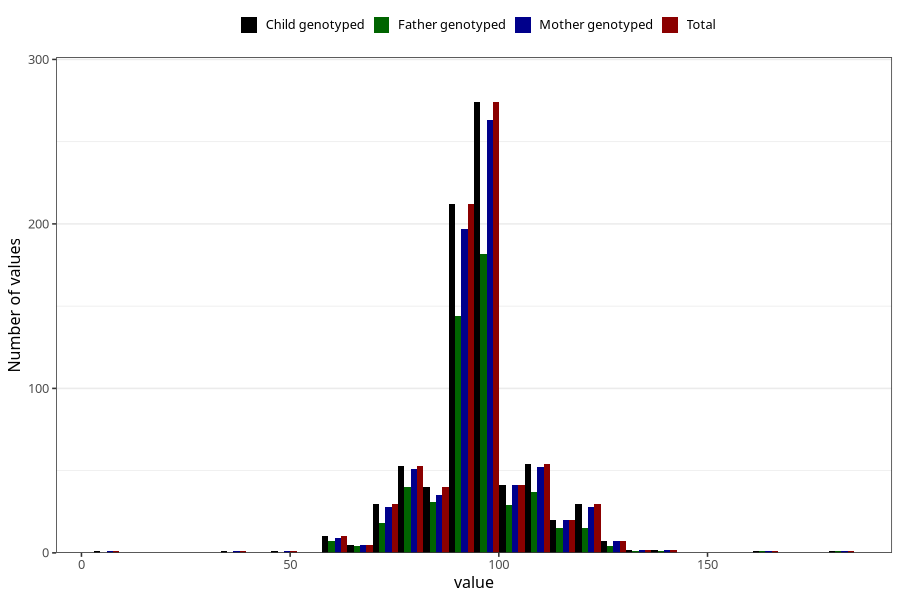 Child genotyped Father genotyped Mother genotyped Total
300
200
100
0
Number of values
0 50 100 150
value